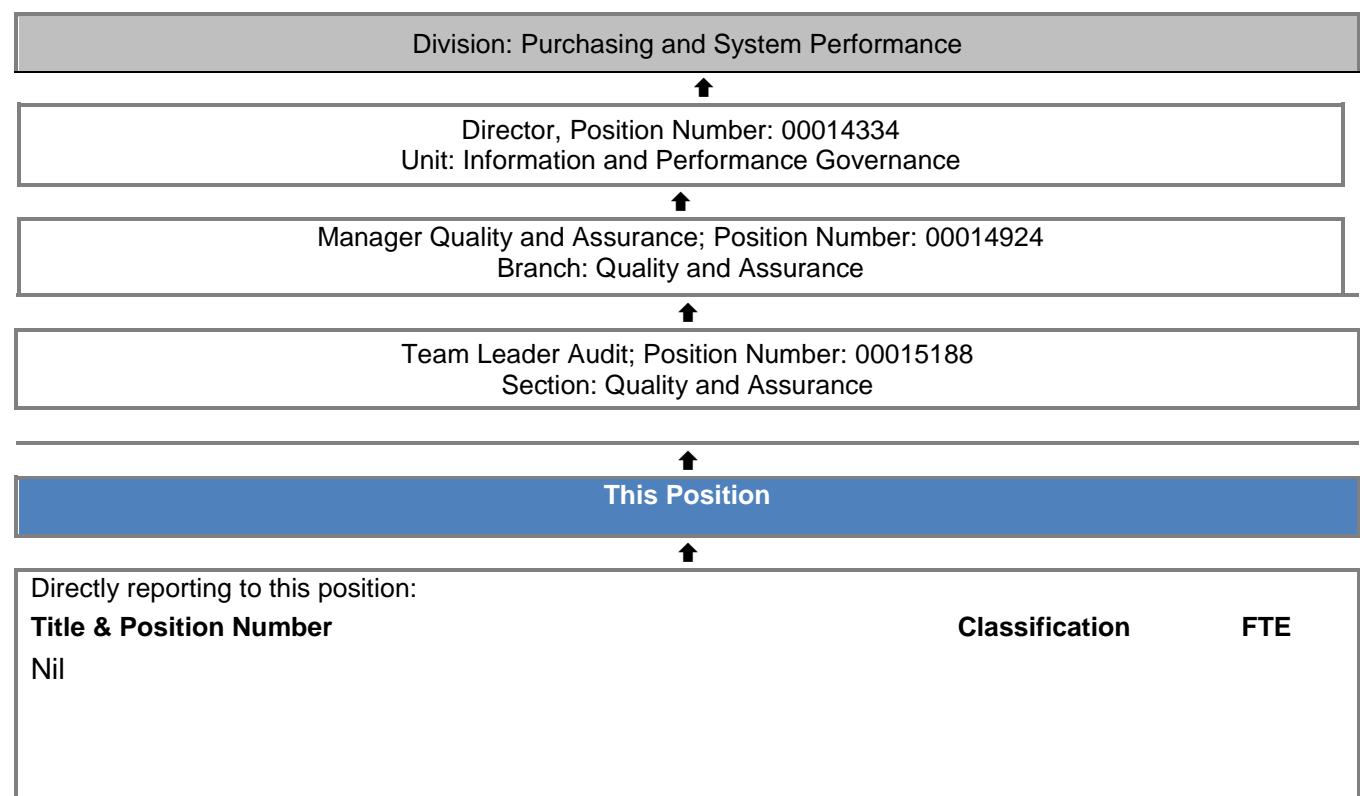 Division: Purchasing and System Performance
Director, Position Number: 00014334
Unit: Information and Performance Governance
Manager Quality and Assurance; Position Number: 00014924
Branch: Quality and Assurance
Team Leader Audit; Position Number: 00015188
Section: Quality and Assurance
This Position
Directly reporting to this position:
Title & Position Number Classification FTE
Nil